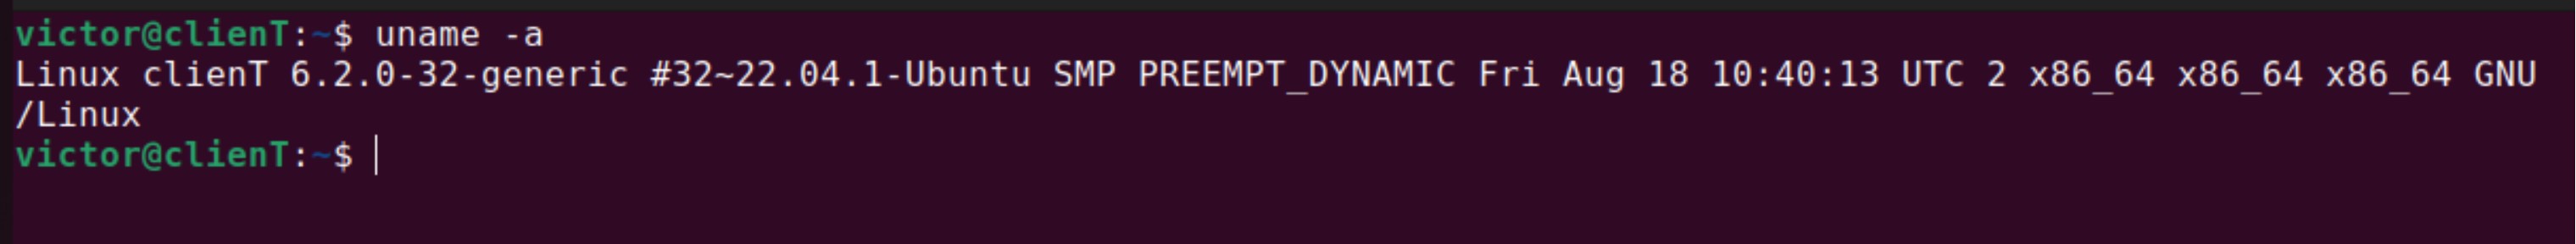 victor@clienT:~$ uname -a
Linux clienT 6.2.0-32-generic #32~22.04.1-Ubuntu SMP PREEMPT_DYNAMIC Fri Aug 18 10:40:13 UTC 2 x86_64 x86_64 x86_64 GNU
/Linux
victor@clienT:~$